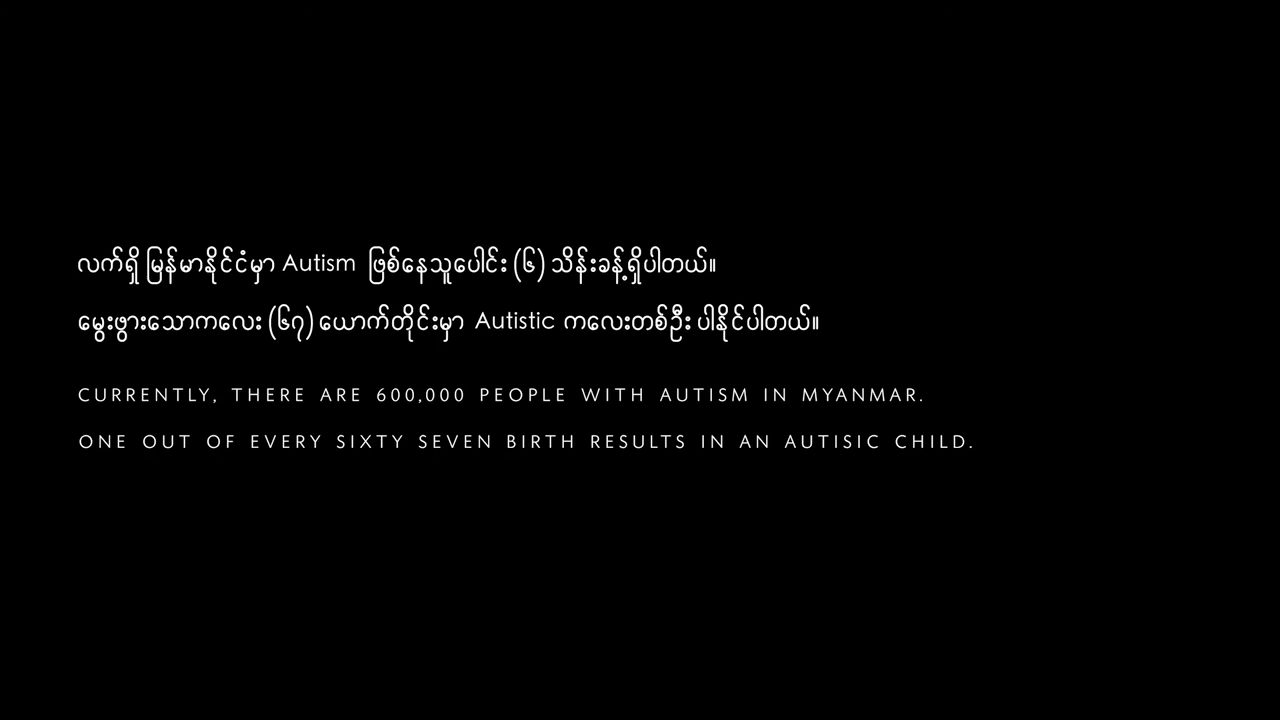 လက်ရှိ မြန်မာနိုင်ငံမှာ Autism ဖြစ်နေသူပေါင်း (၆) သိန်းခန့်ရှိပါတယ်။
မွေးဖွားသောကလေး (၆၇) ယောက်တိုင်းမှာ Autistic ကလေးတစ်ဦး ပါနိုင်ပါတယ်။
CURRENTLY, THERE ARE 600,000 PEOPLE WITH AUTISM IN MYANMAR.
ONE OUT OF EVERY SIXTY SEVEN BIRTH RESULTS IN AN AUTISIC CHILD.